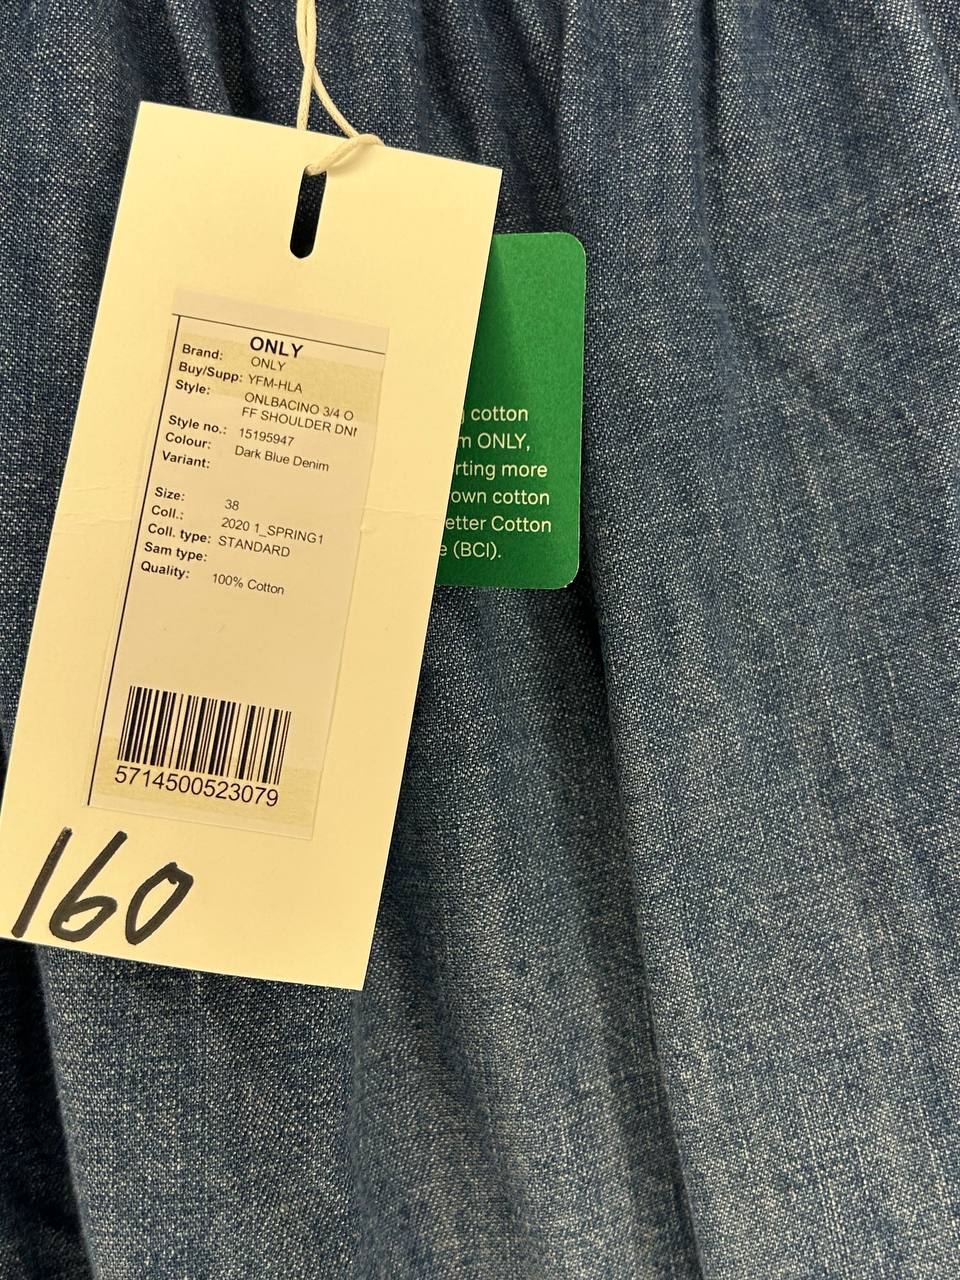 ONLY
Brand: ONLY
Buy/Supp: YFM-HLA
Style: ONLBACINO 3/4 O
FF SHOULDER DNM
Style no.: 15195947
Colour: Dark Blue Denim
Variant:
Size: 38
Coll.: 2020 1_SPRING1
Coll. type: STANDARD
Sam type:
Quality: 100% Cotton
5714500523079
160
cotton
ONLY,
rting more
own cotton
etter Cotton
(BCI).